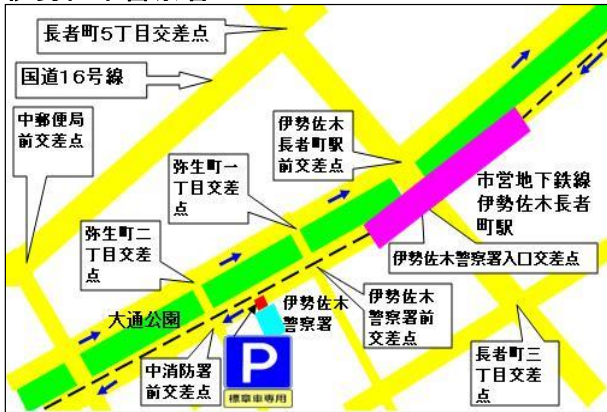 長者町5丁目交差点
国道16号線
中郵便局
前交差点
伊勢佐木
長者町駅
前交差点
弥生町一
丁目交差
点
市営地下鉄線
伊勢佐木長者
町駅
弥生町二
丁目交差
点
伊勢佐木警察署入口交差点
大通公園
伊勢佐木
警察署
伊勢佐木
警察署前
交差点
中消防署
前交差点
長者町三
丁目交差
点
P
標章車専用